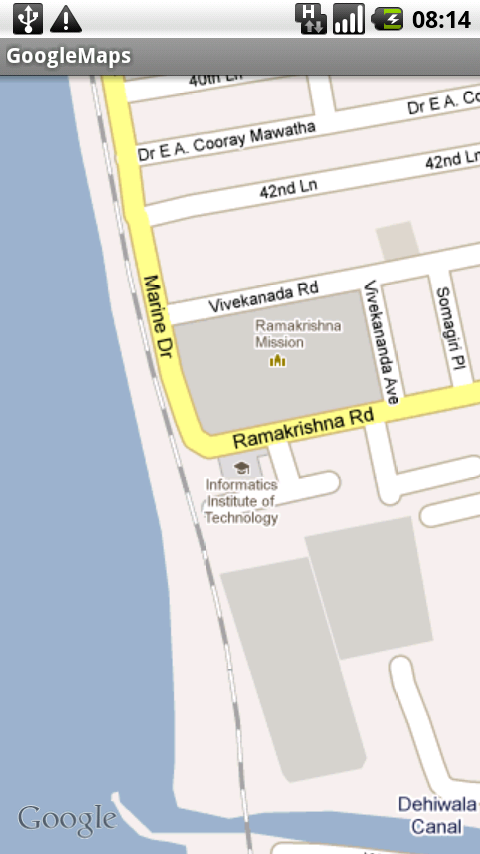 H
08:14
GoogleMaps
40th Ln
Dr E A. Co
Dr E A. Cooray Mawatha
42nd Ln
42nd Ln
Marine Dr
Vivekanada Rd
Vivekananda Ave
Somagiri Pl
Ramakrishna
Mission
Ramakrishna Rd
Informatics
Institute of
Technology
Dehiwala
Canal
Google